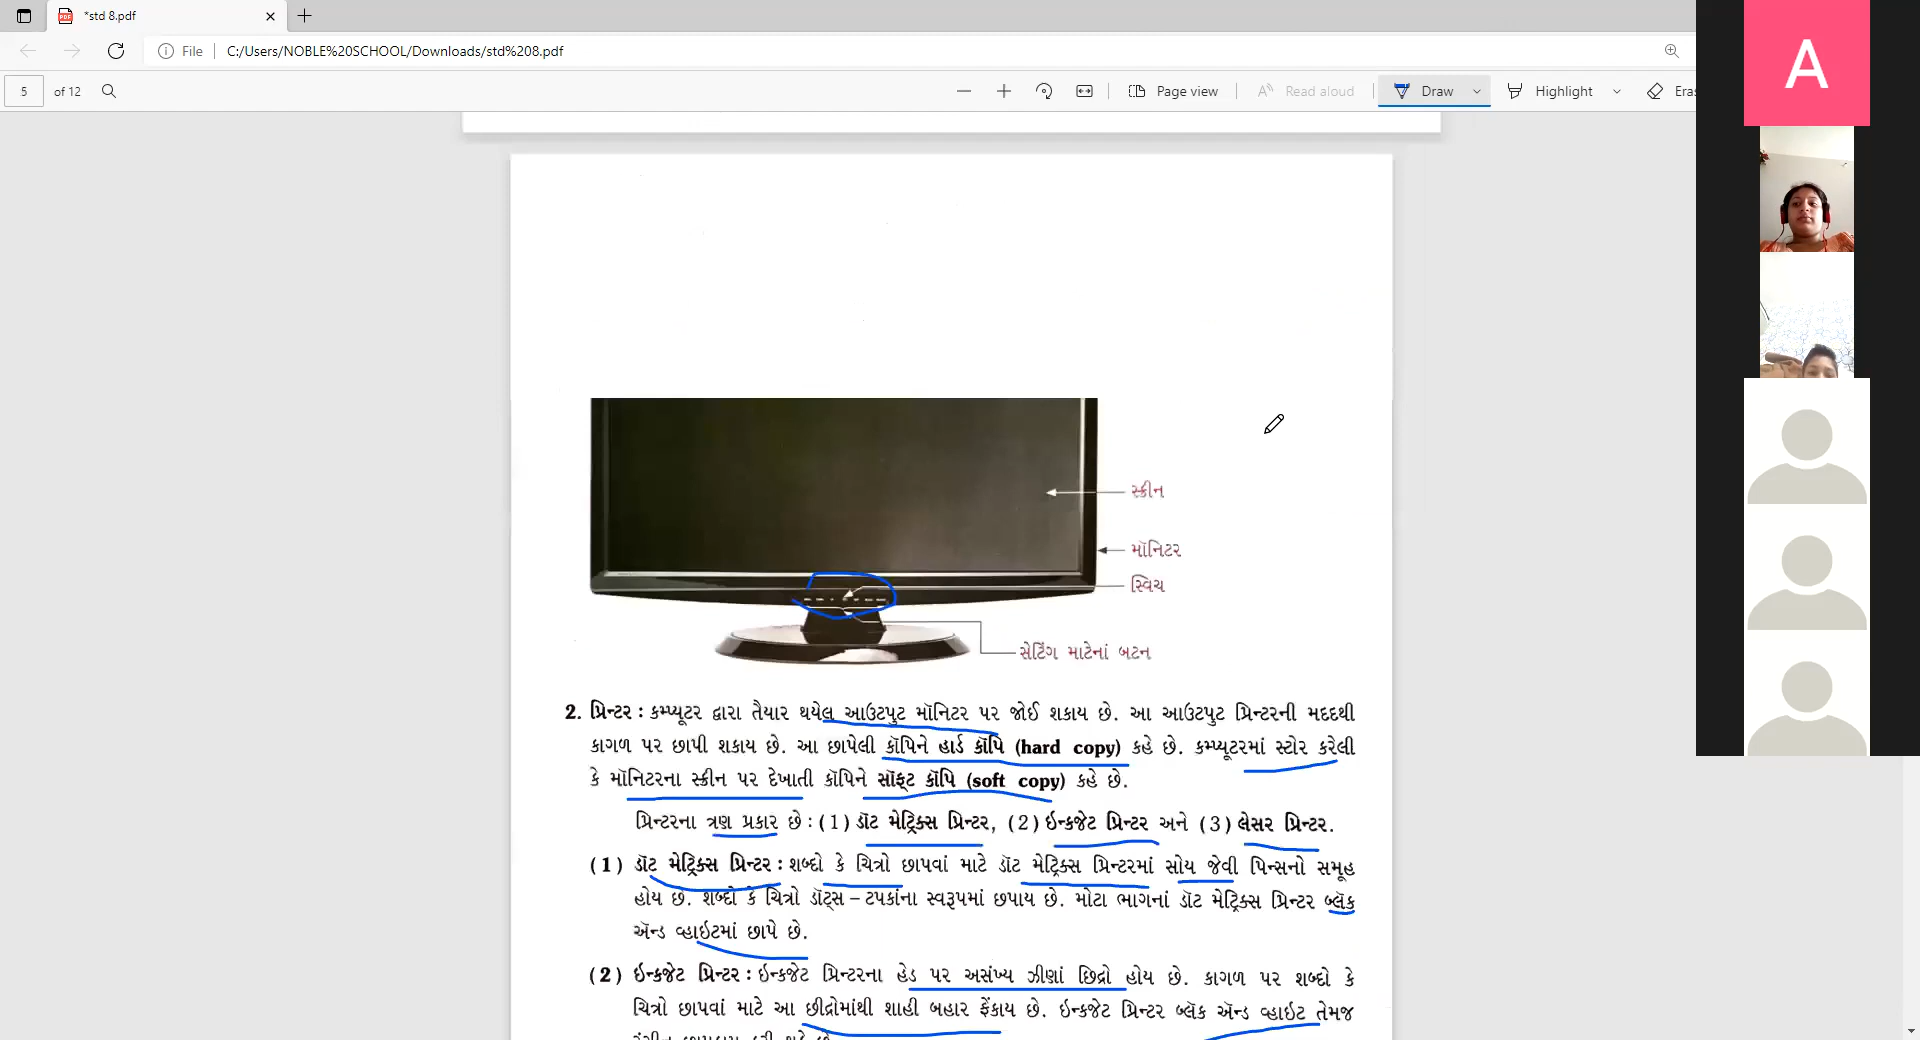 *std 8.pdf
File
C:/Users/NOBLE%20SCHOOL/Downloads/std%208.pdf
5 of 12
Page view
Read aloud
Draw
Highlight
A
સ્ક્રીન
મૉનિટર
સ્વિચ
સેટિંગ માટેનાં બટન
2. પ્રિન્ટર : કમ્પ્યૂટર દ્વારા તૈયાર થયેલ આઉટપુટ મૉનિટર પર જોઈ શકાય છે. આ આઉટપુટ પ્રિન્ટરની મદદથી
કાગળ પર છાપી શકાય છે. આ છાપેલી કૉપિને હાર્ડ કૉપિ (hard copy) કહે છે. કમ્પ્યૂટરમાં સ્ટોર કરેલી
કે મૉનિટરના સ્ક્રીન પર દેખાતી કૉપિને સૉફ્ટ કૉપિ (soft copy) કહે છે.
પ્રિન્ટરના ત્રણ પ્રકાર છે : (1) ડૉટ મેટ્રિક્સ પ્રિન્ટર, (2) ઇન્કજેટ પ્રિન્ટર અને (3) લેસર પ્રિન્ટર.
(1) ડૉટ મેટ્રિક્સ પ્રિન્ટર : શબ્દો કે ચિત્રો છાપવાં માટે ડૉટ મેટ્રિક્સ પ્રિન્ટરમાં સોય જેવી પિન્સનો સમૂહ
હોય છે. શબ્દો કે ચિત્રો ડૉટ્સ – ટપકાંના સ્વરૂપમાં છપાય છે. મોટા ભાગનાં ડૉટ મેટ્રિક્સ પ્રિન્ટર બ્લૅક
ઍન્ડ વ્હાઇટમાં છાપે છે.
(2) ઇન્કજેટ પ્રિન્ટર : ઇન્કજેટ પ્રિન્ટરના હેડ પર અસંખ્ય ઝીણાં છિદ્રો હોય છે. કાગળ પર શબ્દો કે
ચિત્રો છાપવાં માટે આ છીદ્રોમાંથી શાહી બહાર ફેંકાય છે. ઇન્કજેટ પ્રિન્ટર બ્લૅક ઍન્ડ વ્હાઇટ તેમજ